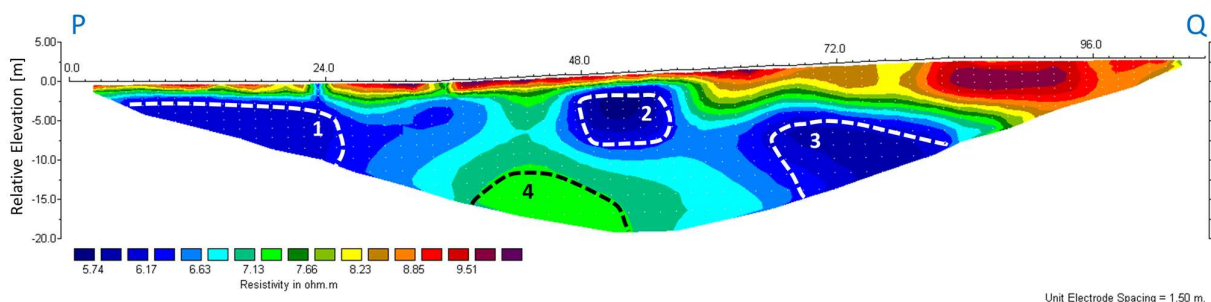 P Q
5.00
0.0 24.0 48.0 72.0 96.0
0.0
-5.00
-10.0
-15.0
-20.0
Relative Elevation [m]
1 2 3 4
5.74 6.17 6.63 7.13 7.66 8.23 8.85 9.51
Resistivity in ohm.m
Unit Electrode Spacing = 1.50 m.